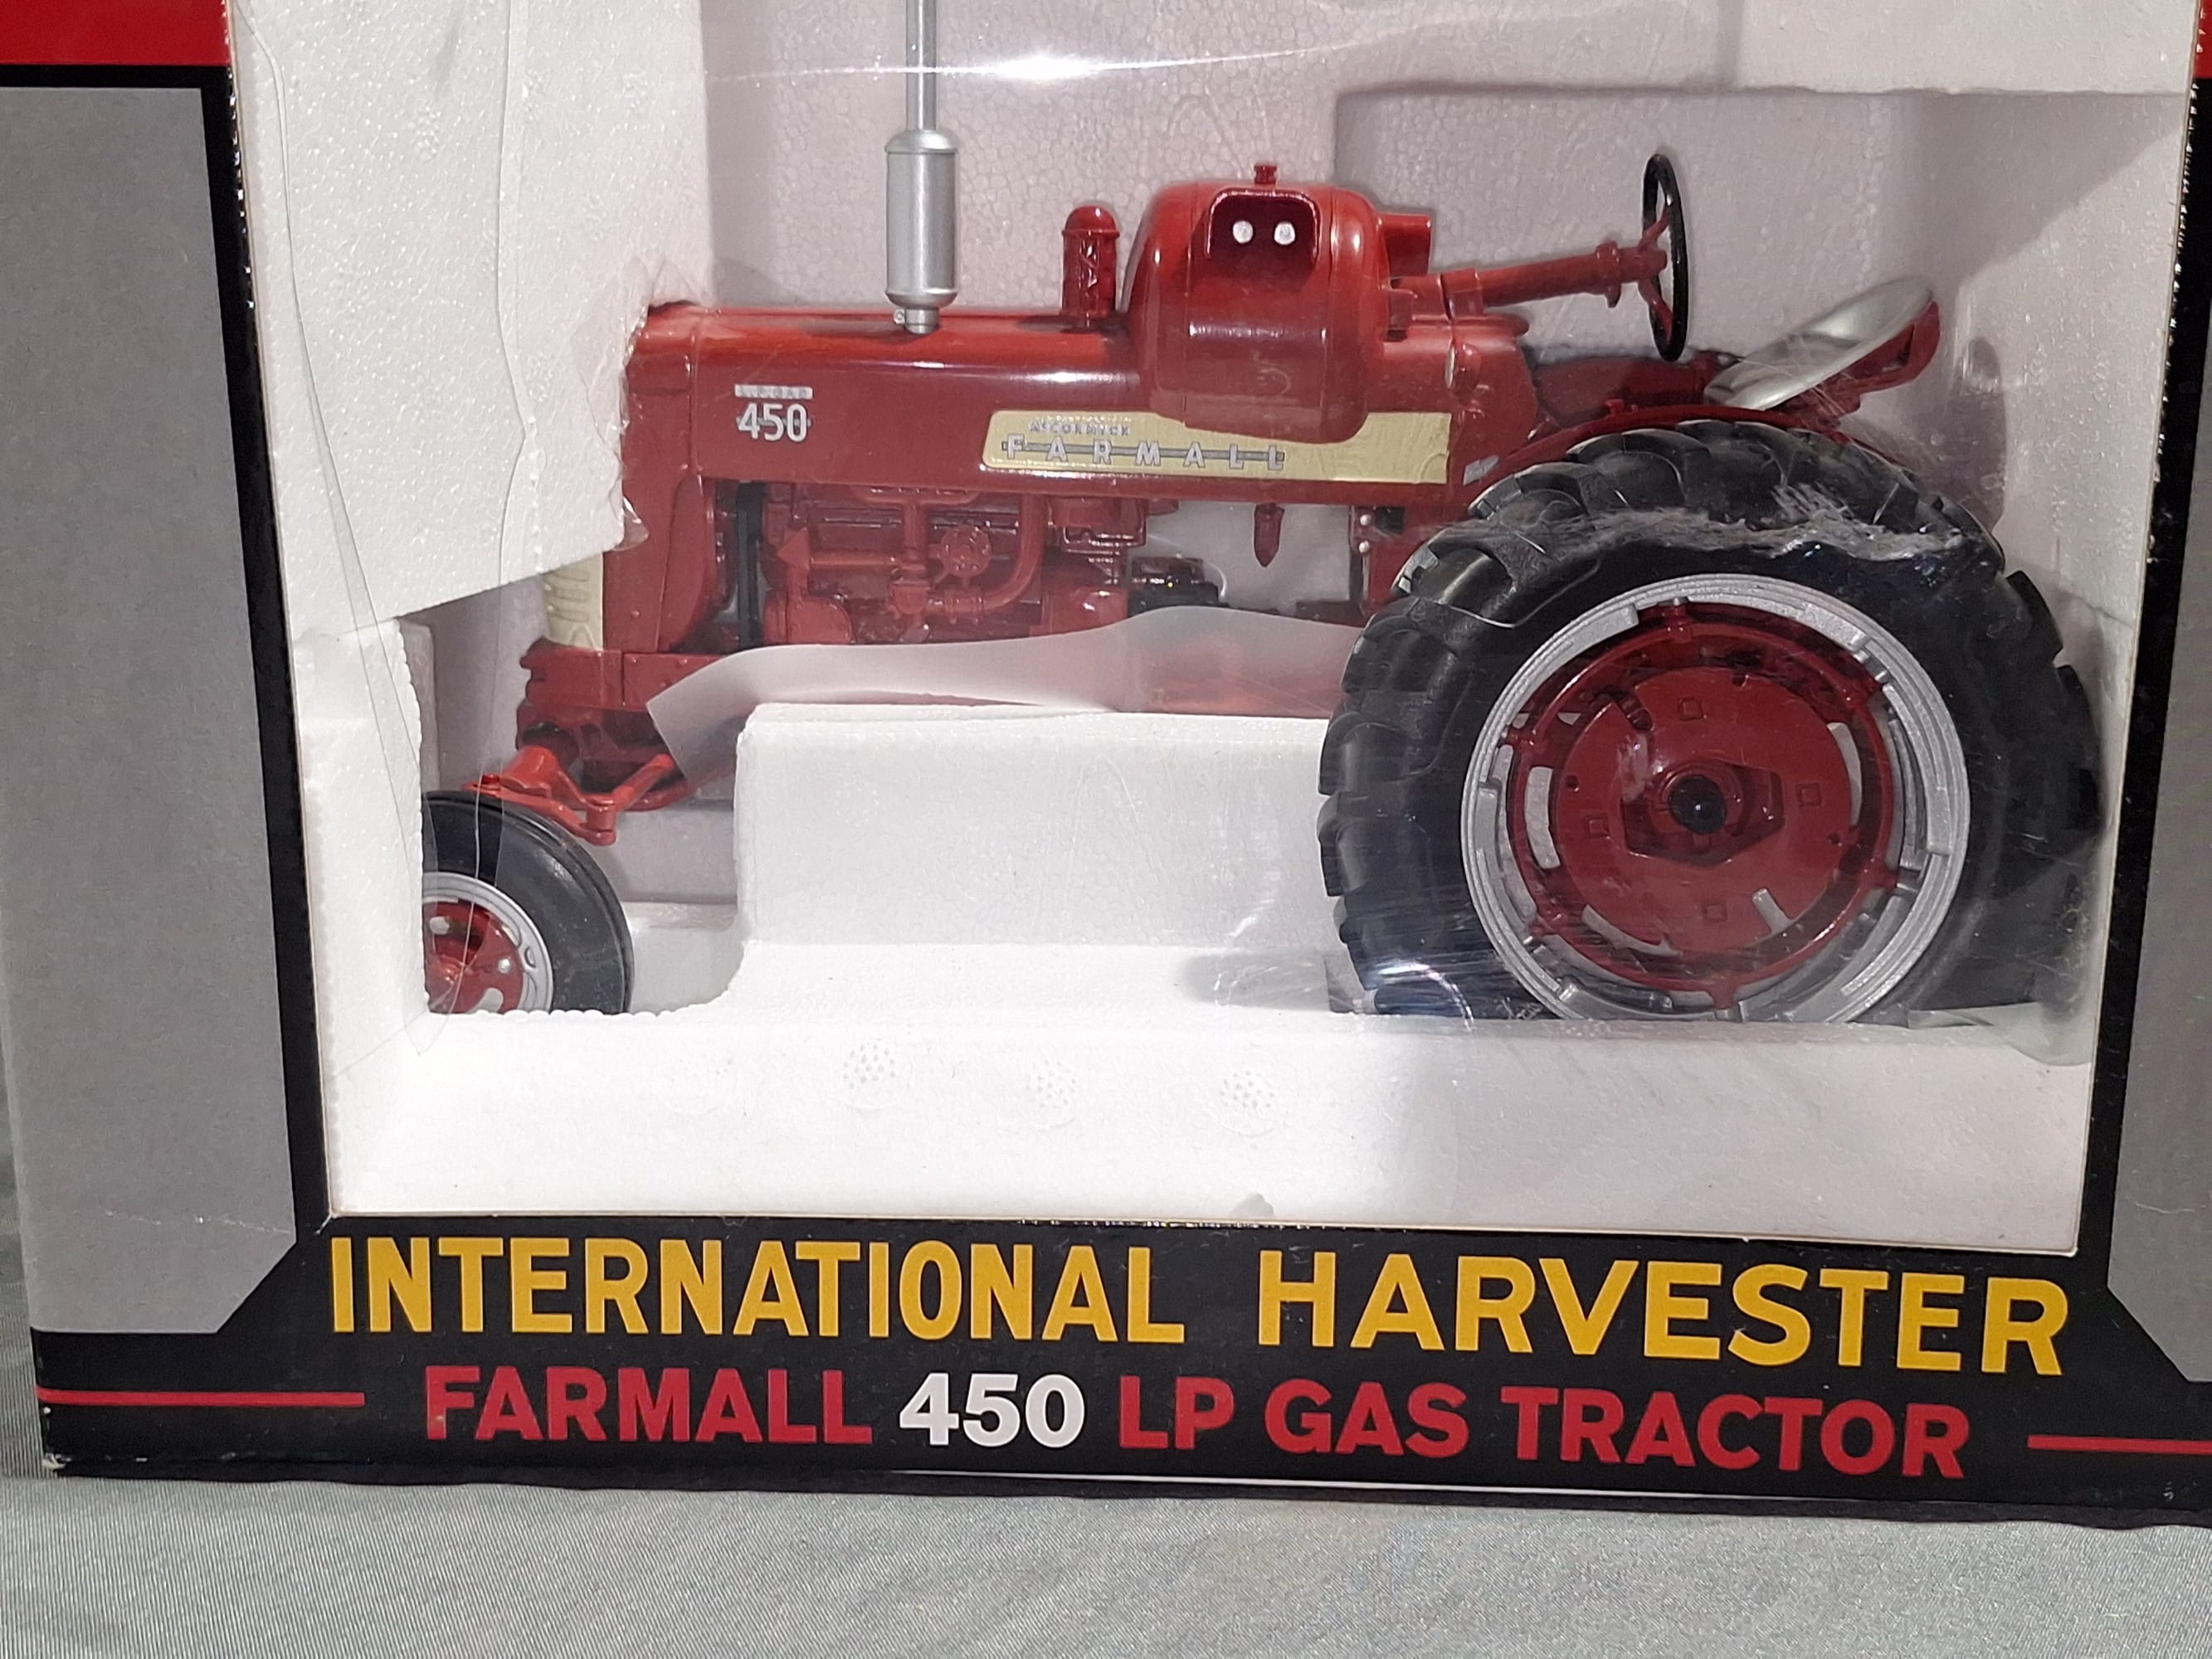 450
McCORMICK
FARMALL
INTERNATIONAL HARVESTER
FARMALL 450 LP GAS TRACTOR